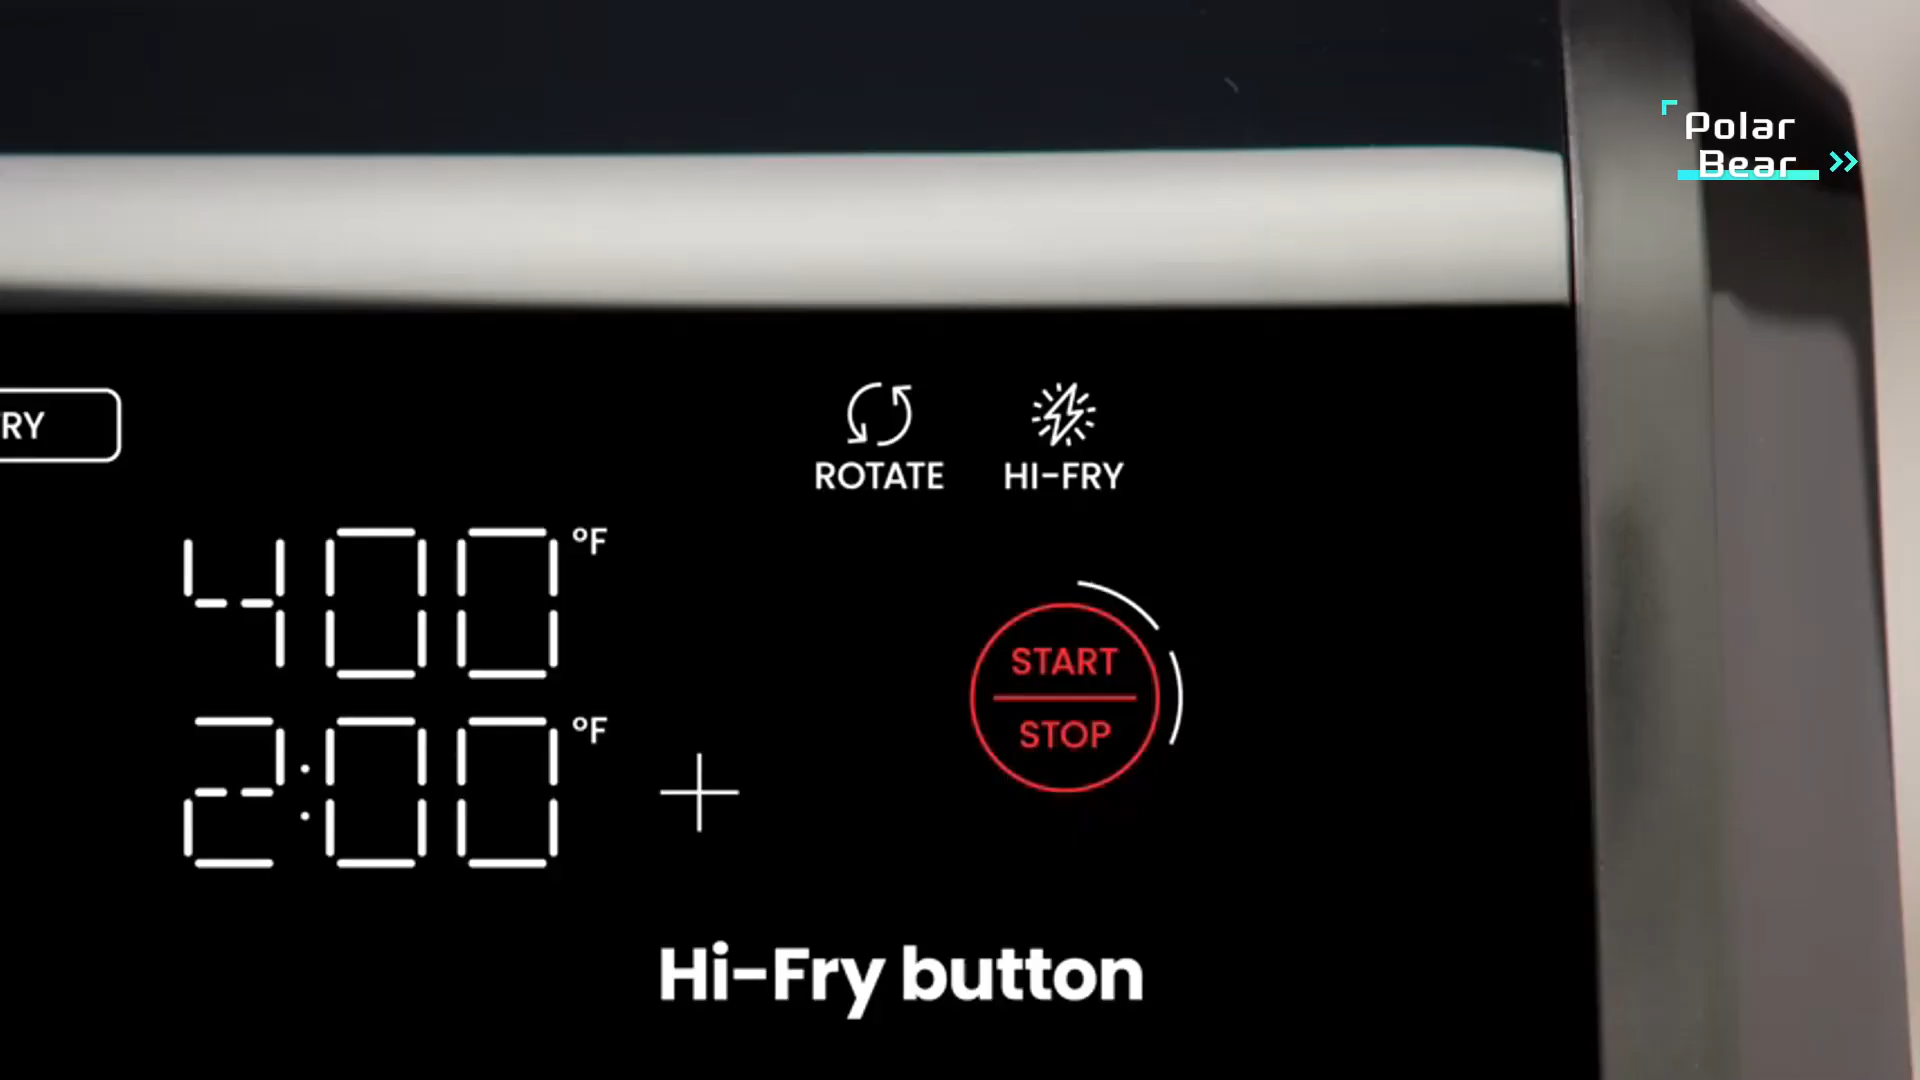 Polar
Bear
RY
ROTATE
HI-FRY
400 °F
START
STOP
2:00 °F
Hi-Fry button